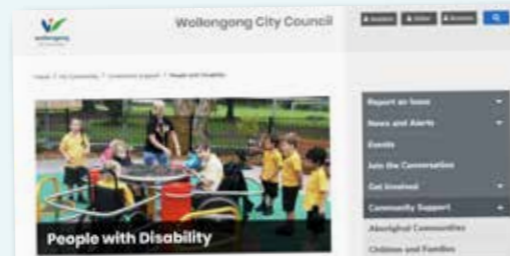 Wollongong City Council
wollongong
People with Disability
Report an Issue
News and Alerts
Events
Join the Conversation
Get Involved
Community Support
Aboriginal Communities
Children and Families